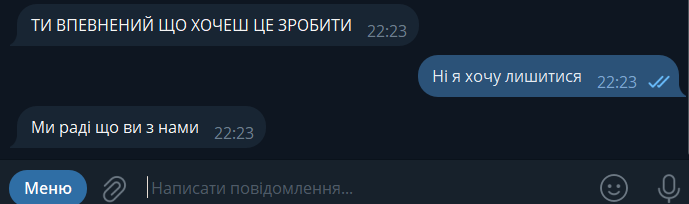 ТИ ВПЕВНЕНИЙ ЩО ХОЧЕШ ЦЕ ЗРОБИТИ 22:23
Ні я хочу лишитися 22:23
Ми раді що ви з нами 22:23
Меню Написати повідомлення...